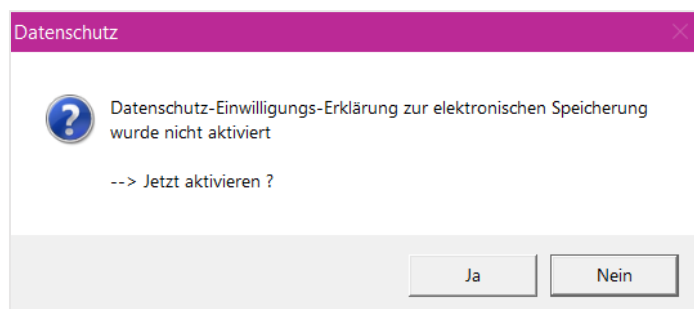 Datenschutz
Datenschutz-Einwilligungs-Erklärung zur elektronischen Speicherung
wurde nicht aktiviert
--> Jetzt aktivieren ?
Ja
Nein